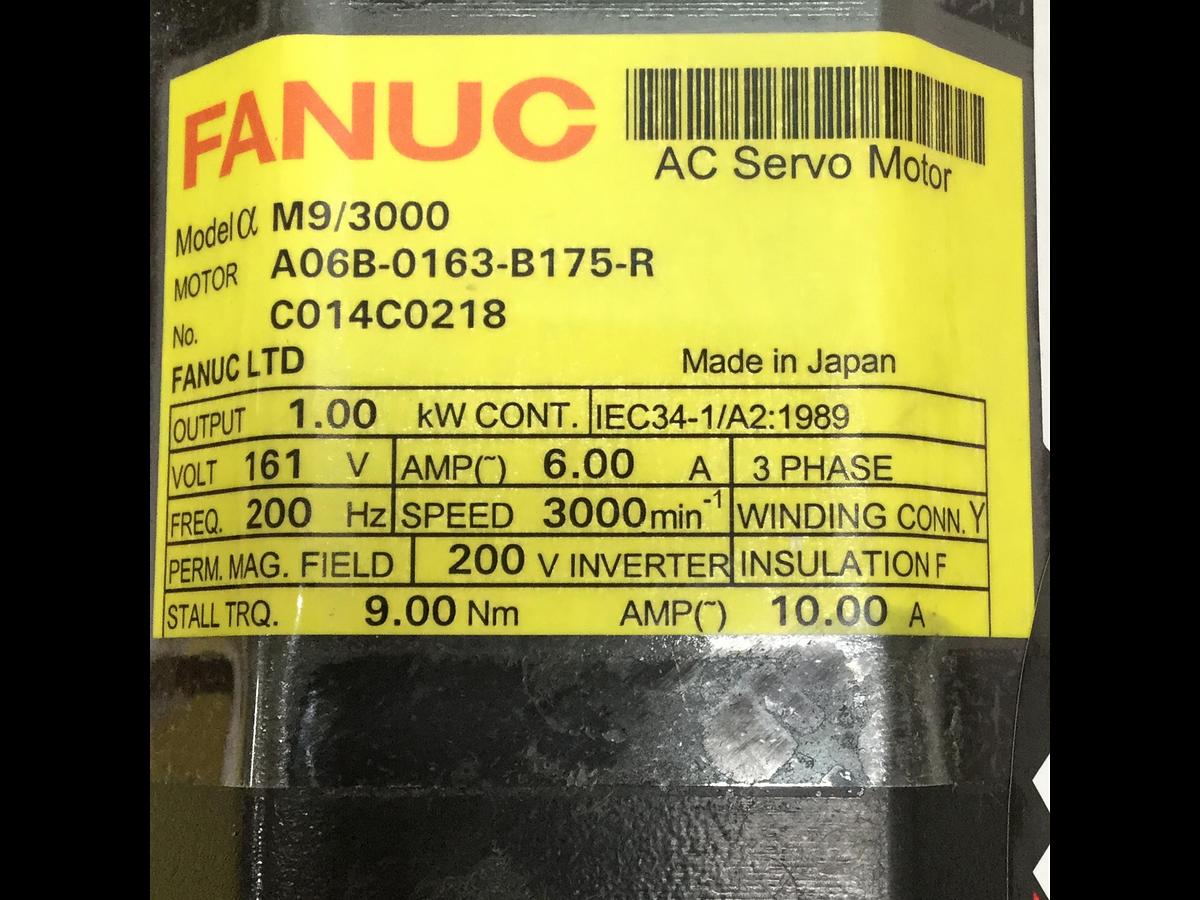 FANUC
AC Servo Motor
Model α M9/3000
MOTOR A06B-0163-B175-R
No. C014C0218
FANUC LTD Made in Japan
OUTPUT 1.00 kW CONT. IEC34-1/A2:1989
VOLT 161 V AMP(~) 6.00 A 3 PHASE
FREQ. 200 Hz SPEED 3000min⁻¹ WINDING CONN. Y
PERM. MAG. FIELD 200 V INVERTER INSULATION F
STALL TRQ. 9.00 Nm AMP(~) 10.00 A